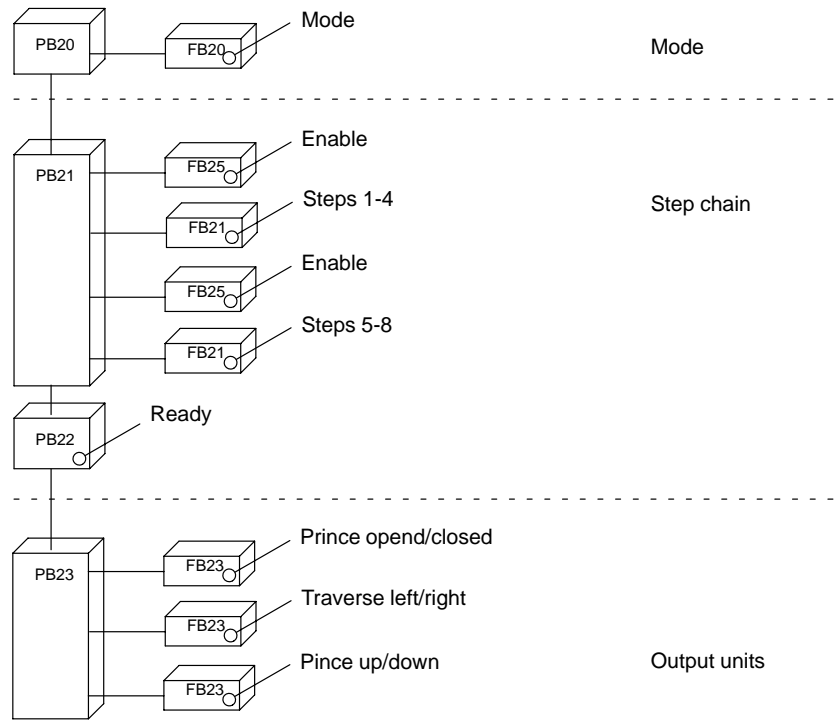 Mode
PB20
FB20
Mode
Enable
PB21
FB25
Steps 1-4
Step chain
FB21
Enable
FB25
Steps 5-8
FB21
Ready
PB22
Prince opend/closed
PB23
FB23
Traverse left/right
FB23
Pince up/down
Output units
FB23